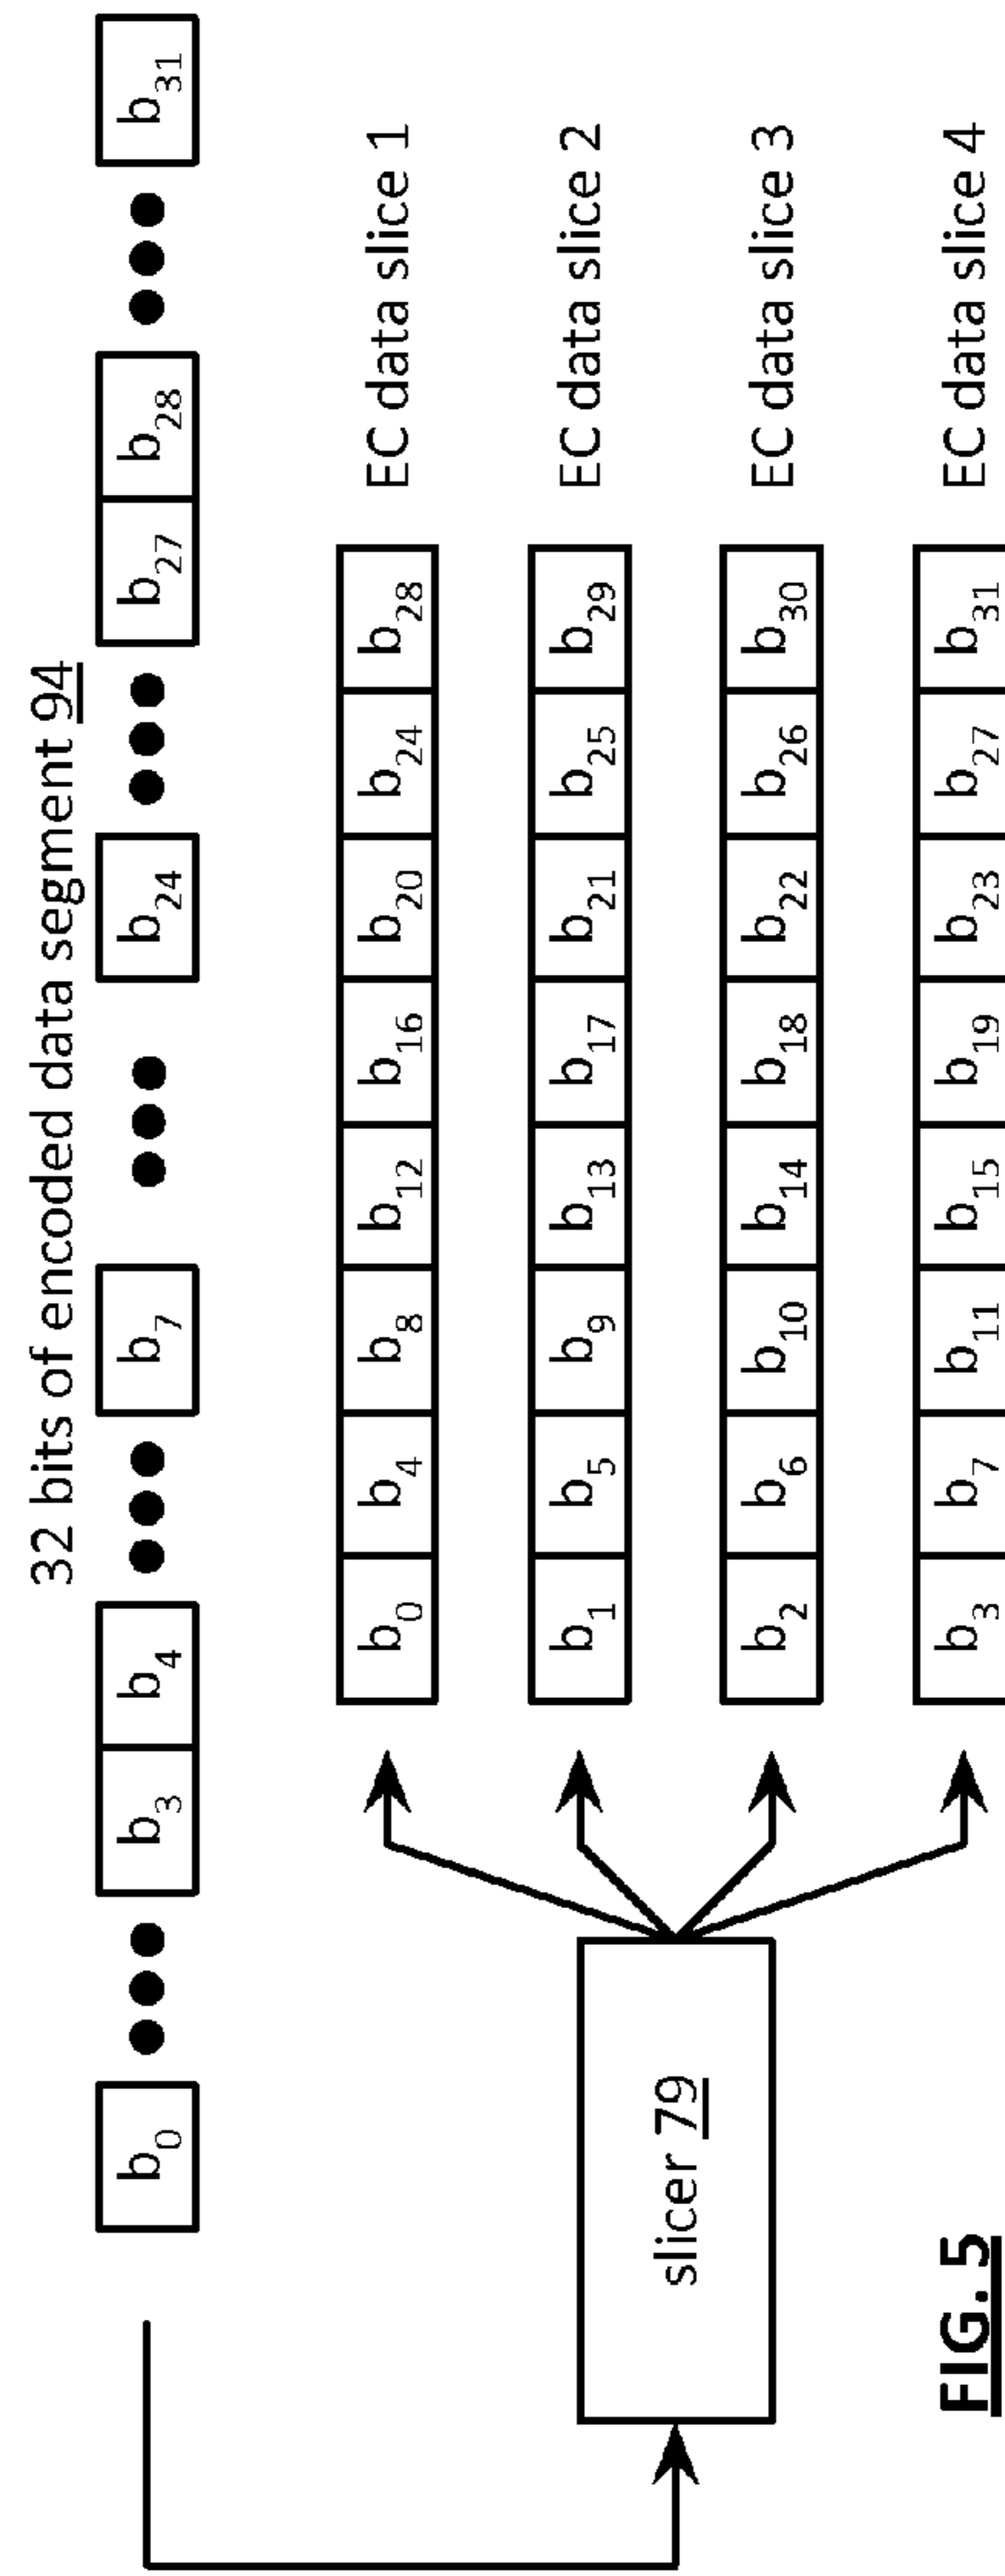 32 bits of encoded data segment 94
b0 ••• b3 b4 ••• b7 ••• b24 ••• b27 b28 ••• b31
b0 b4 b8 b12 b16 b20 b24 b28 EC data slice 1
b1 b5 b9 b13 b17 b21 b25 b29 EC data slice 2
slicer 79
b2 b6 b10 b14 b18 b22 b26 b30 EC data slice 3
b3 b7 b11 b15 b19 b23 b27 b31 EC data slice 4
FIG. 5